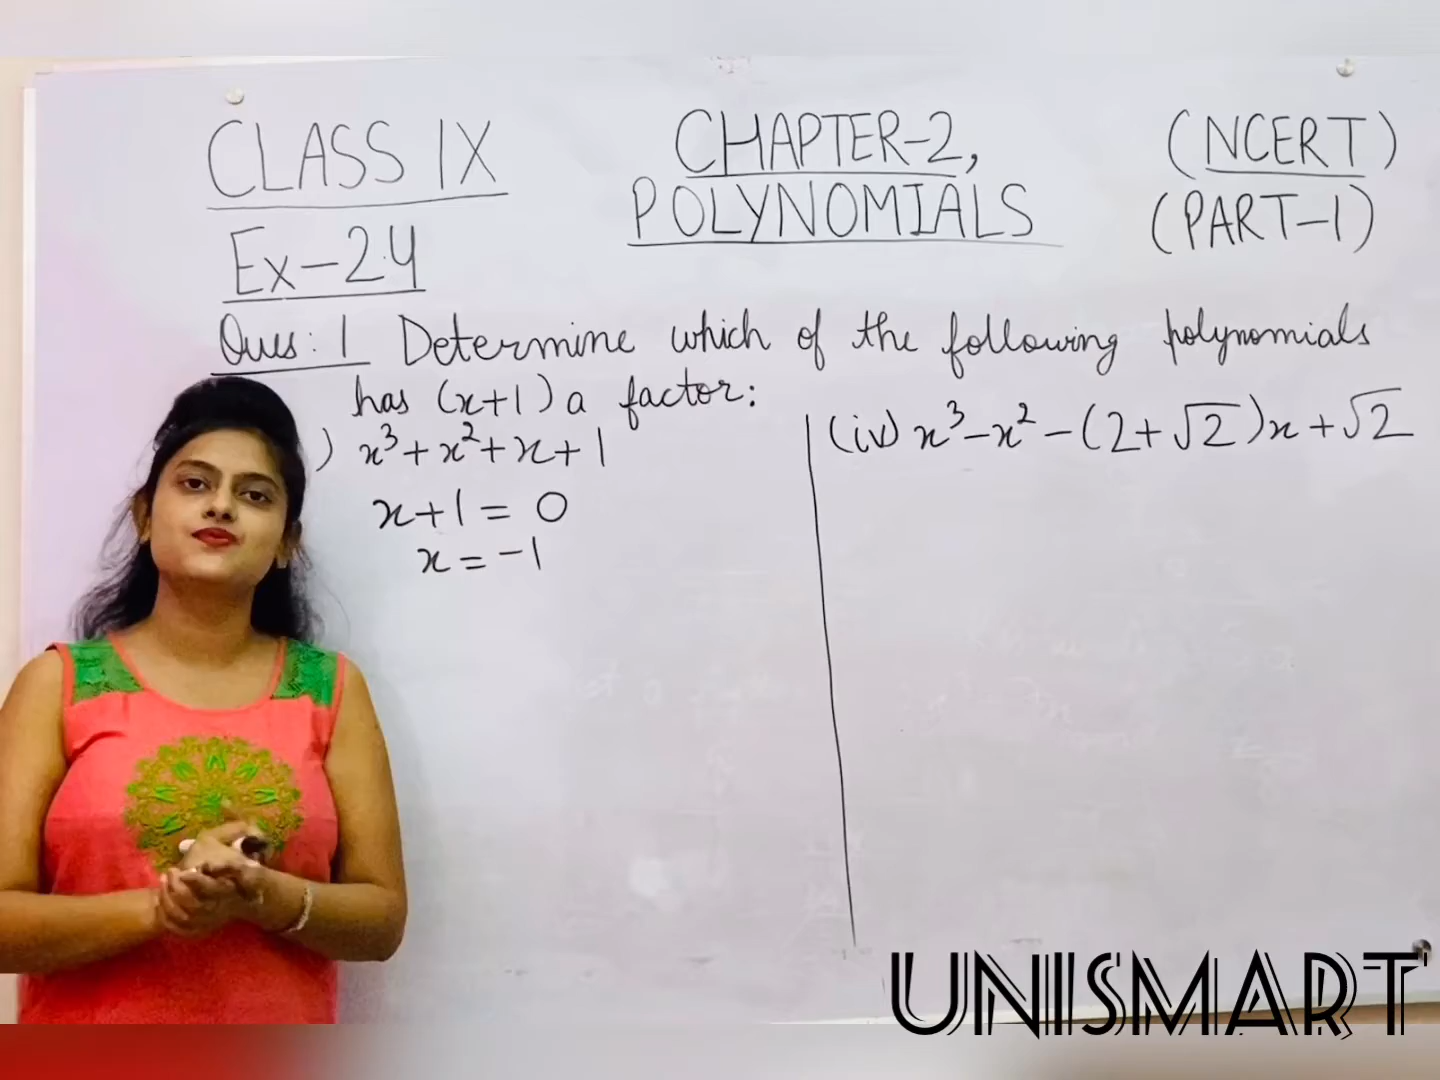 CLASS IX
CHAPTER-2,
POLYNOMIALS
(NCERT)
(PART-1)
Ex-2.4
Ques: 1 Determine which of the following polynomials
has (x+1) a factor:
) x³+x²+x+1
x+1 = 0
x = -1
(iv) x³-x²-(2+√2)x+√2
UNISMART